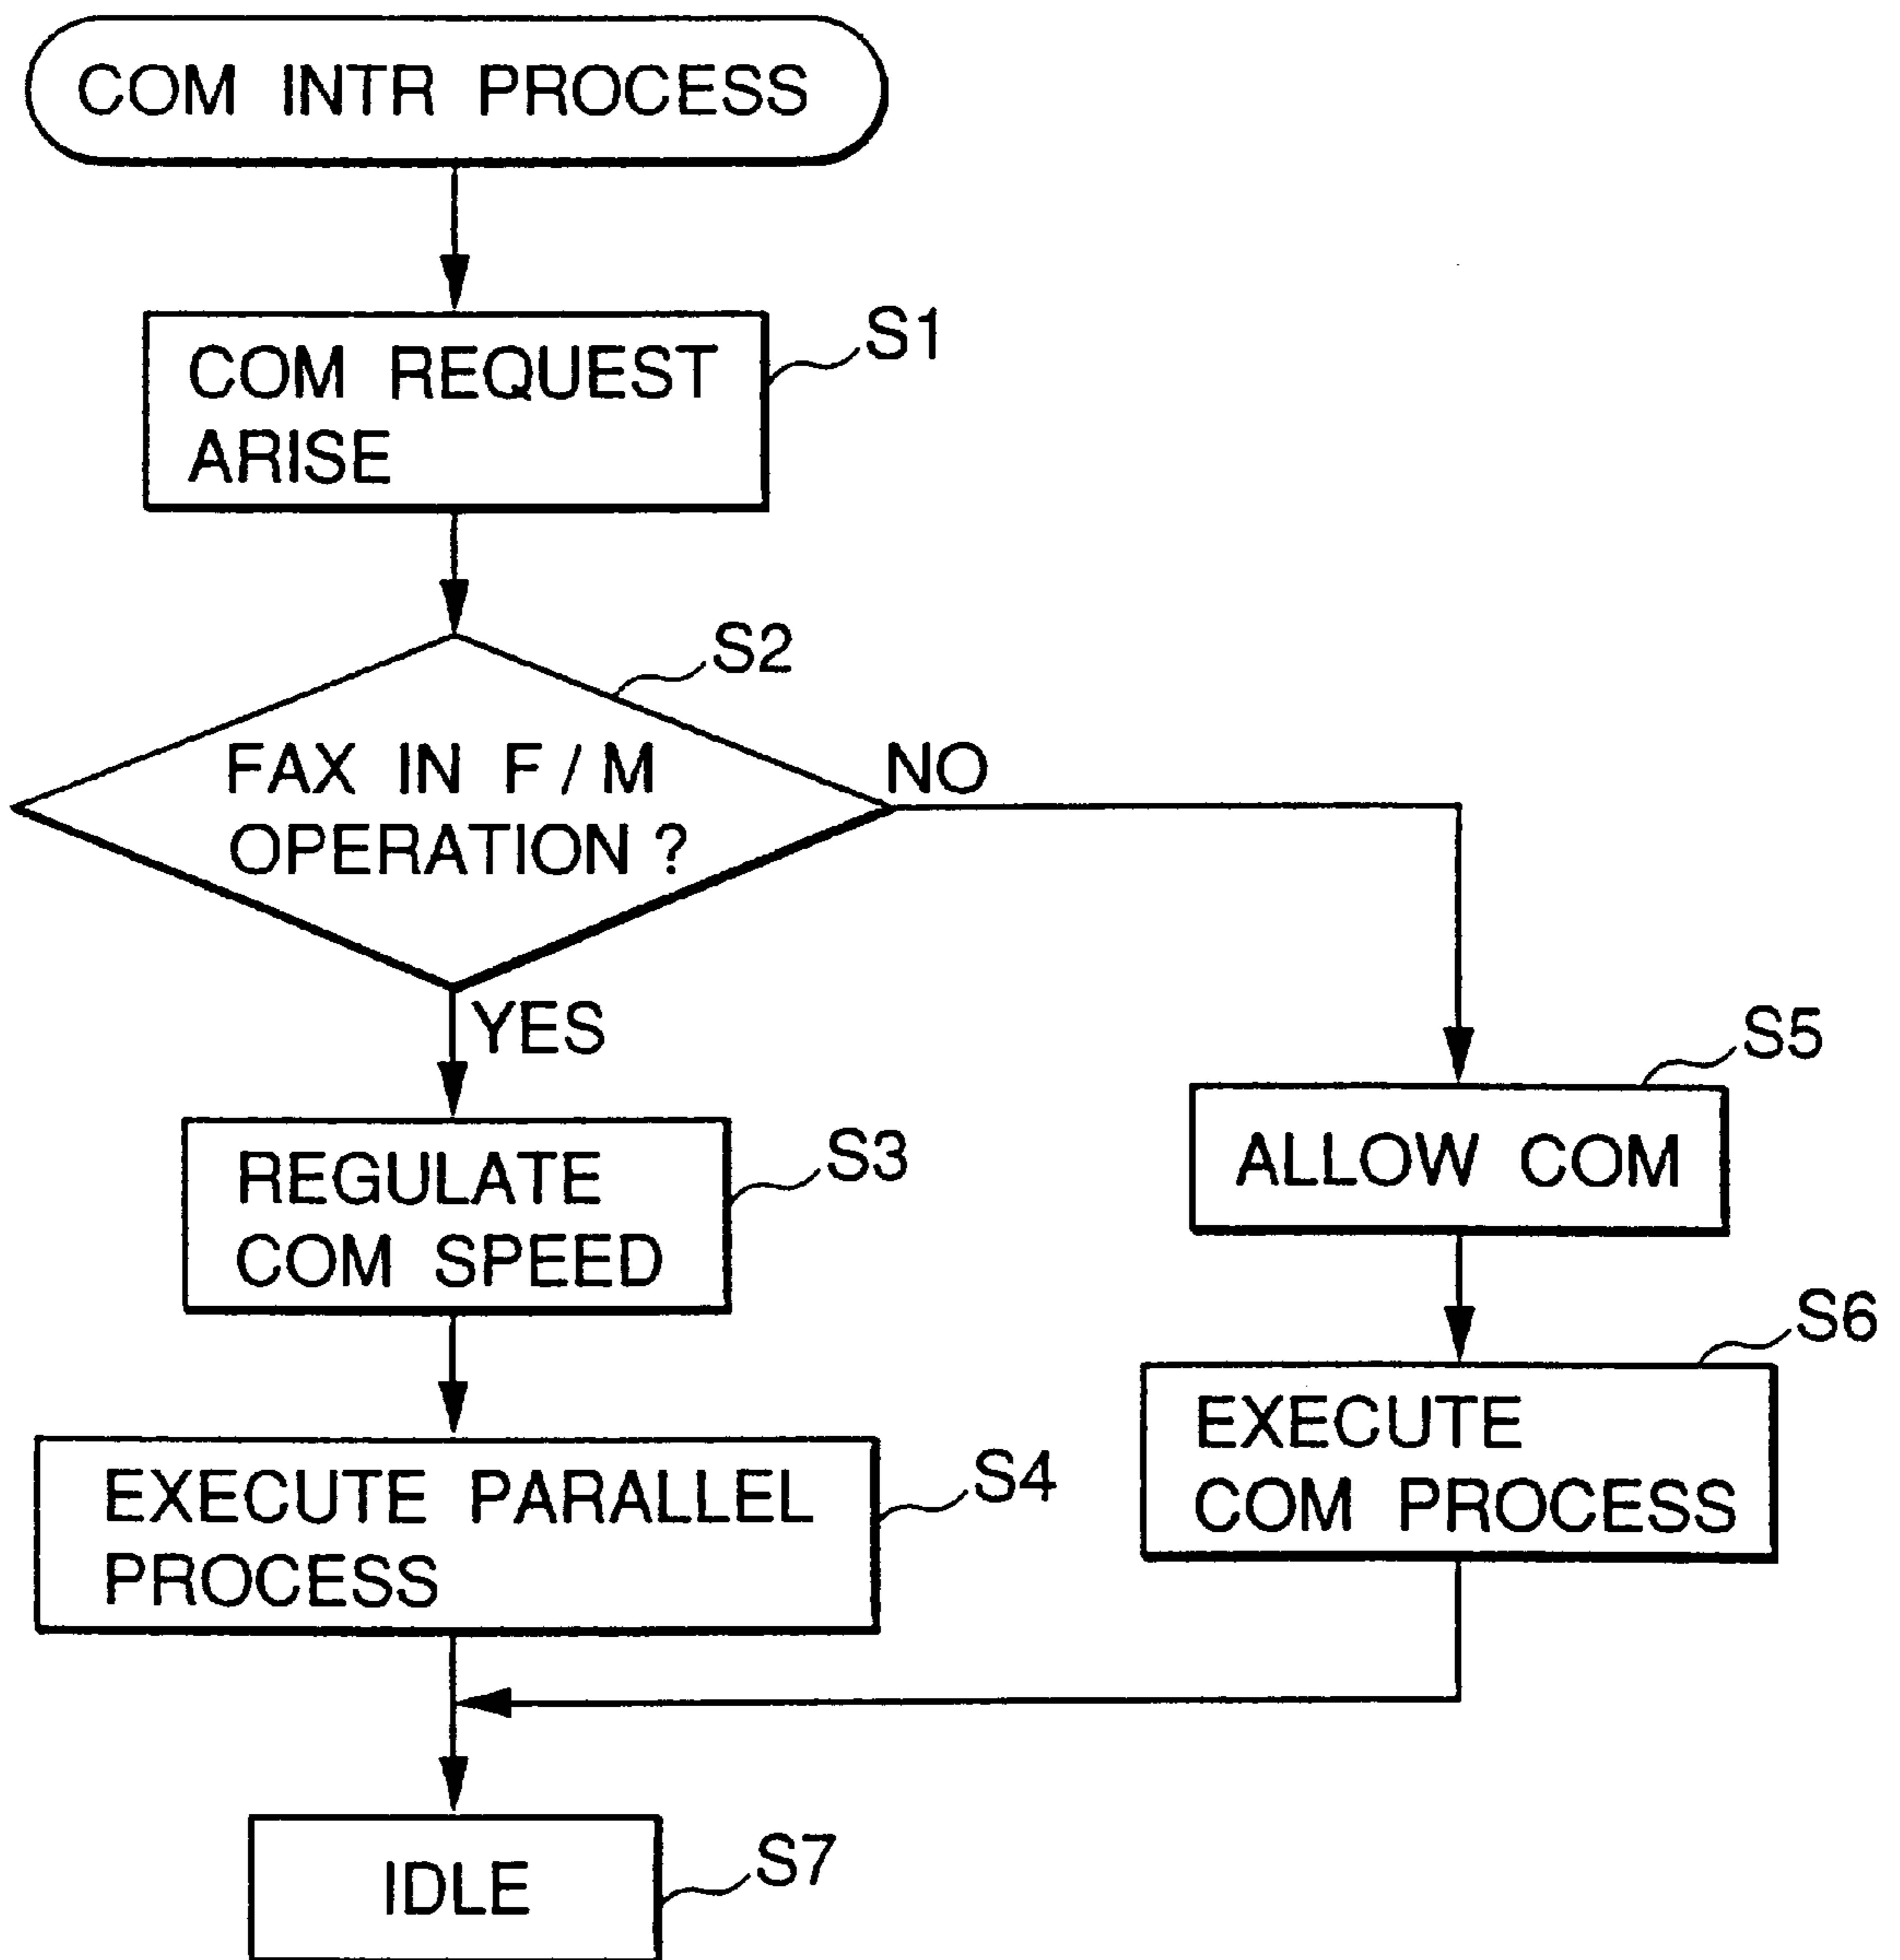 COM INTR PROCESS
COM REQUEST
ARISE
S1
S2
FAX IN F/M
OPERATION?
NO
YES
REGULATE
COM SPEED
S3
EXECUTE PARALLEL
PROCESS
S4
ALLOW COM
S5
EXECUTE
COM PROCESS
S6
IDLE
S7